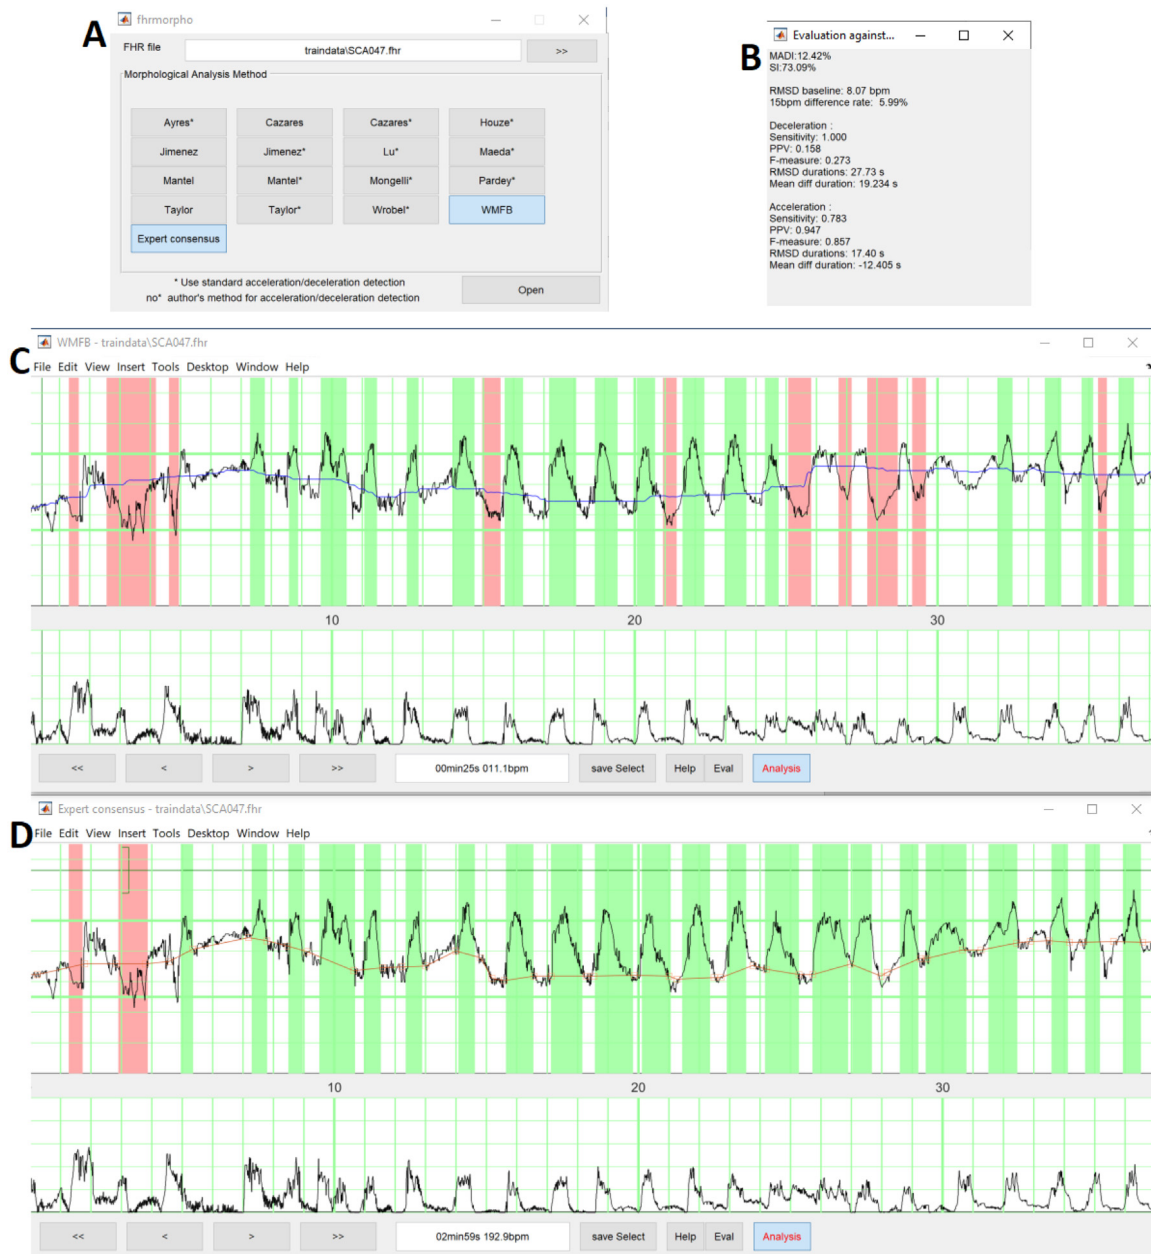 A
fhrmorpho
FHR file
traindata\SCA047.fhr
>>
Morphological Analysis Method
Ayres*
Cazares
Cazares*
Houze*
Jimenez
Jimenez*
Lu*
Maeda*
Mantel
Mantel*
Mongelli*
Pardey*
Taylor
Taylor*
Wrobel*
WMFB
Expert consensus
* Use standard acceleration/deceleration detection
no* author's method for acceleration/deceleration detection
Open
B
Evaluation against...
MADI:12.42%
SI:73.09%
RMSD baseline: 8.07 bpm
15bpm difference rate: 5.99%
Deceleration :
Sensitivity: 1.000
PPV: 0.158
F-measure: 0.273
RMSD durations: 27.73 s
Mean diff duration: 19.234 s
Acceleration :
Sensitivity: 0.783
PPV: 0.947
F-measure: 0.857
RMSD durations: 17.40 s
Mean diff duration: -12.405 s
C
WMFB - traindata\SCA047.fhr
File Edit View Insert Tools Desktop Window Help
10 20 30
<< < > >> 00min25s 011.1bpm save Select Help Eval Analysis
D
Expert consensus - traindata\SCA047.fhr
File Edit View Insert Tools Desktop Window Help
10 20 30
<< < > >> 02min59s 192.9bpm save Select Help Eval Analysis